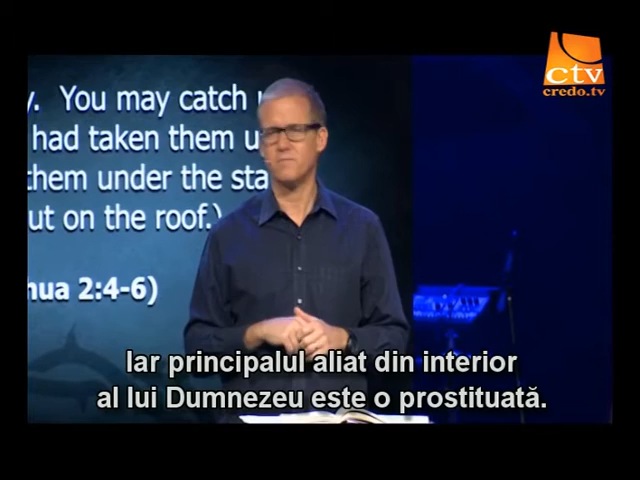 ctv
credo.tv
y. You may catch
had taken them u
them under the sta
ut on the roof.)
hua 2:4-6)
Iar principalul aliat din interior
al lui Dumnezeu este o prostituată.